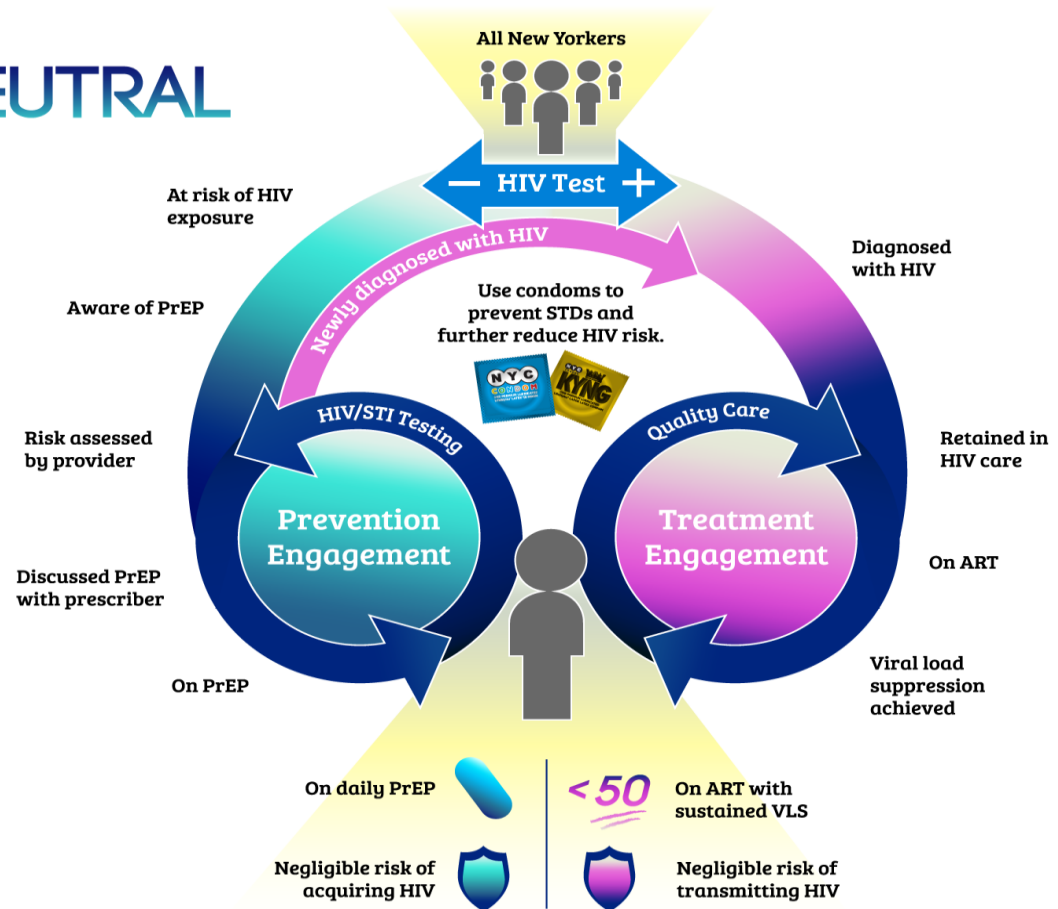 EUTRAL
All New Yorkers
− HIV Test +
At risk of HIV
exposure
Aware of PrEP
Risk assessed
by provider
Discussed PrEP
with prescriber
On PrEP
Newly diagnosed with HIV
Use condoms to
prevent STDs and
further reduce HIV risk.
NYC
CONDOM
NYC
KYNG
Diagnosed
with HIV
Retained in
HIV care
On ART
Viral load
suppression
achieved
HIV/STI Testing
Prevention
Engagement
Quality Care
Treatment
Engagement
On daily PrEP
Negligible risk of
acquiring HIV
<50
On ART with
sustained VLS
Negligible risk of
transmitting HIV